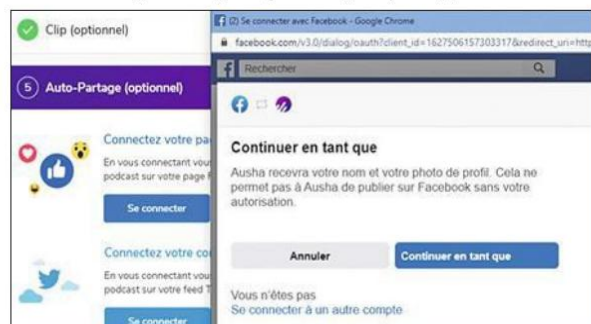 Clip (optionnel)
5 Auto-Partage (optionnel)
Connectez votre pa
En vous connectant vou
podcast sur votre page F
Se connecter
Connectez votre co
En vous connectant vou
podcast sur votre feed T
Se connecter
(2) Se connecter avec Facebook - Google Chrome
facebook.com/v3.0/dialog/oauth?client_id=1627506157303317&redirect_uri=http
Rechercher
Continuer en tant que
Ausha recevra votre nom et votre photo de profil. Cela ne
permet pas à Ausha de publier sur Facebook sans votre
autorisation.
Annuler
Continuer en tant que
Vous n'êtes pas
Se connecter à un autre compte